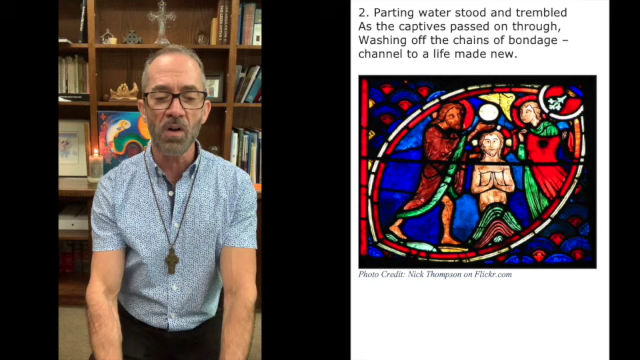 2. Parting water stood and trembled
As the captives passed on through,
Washing off the chains of bondage –
channel to a life made new.
Photo Credit: Nick Thompson on Flickr.com